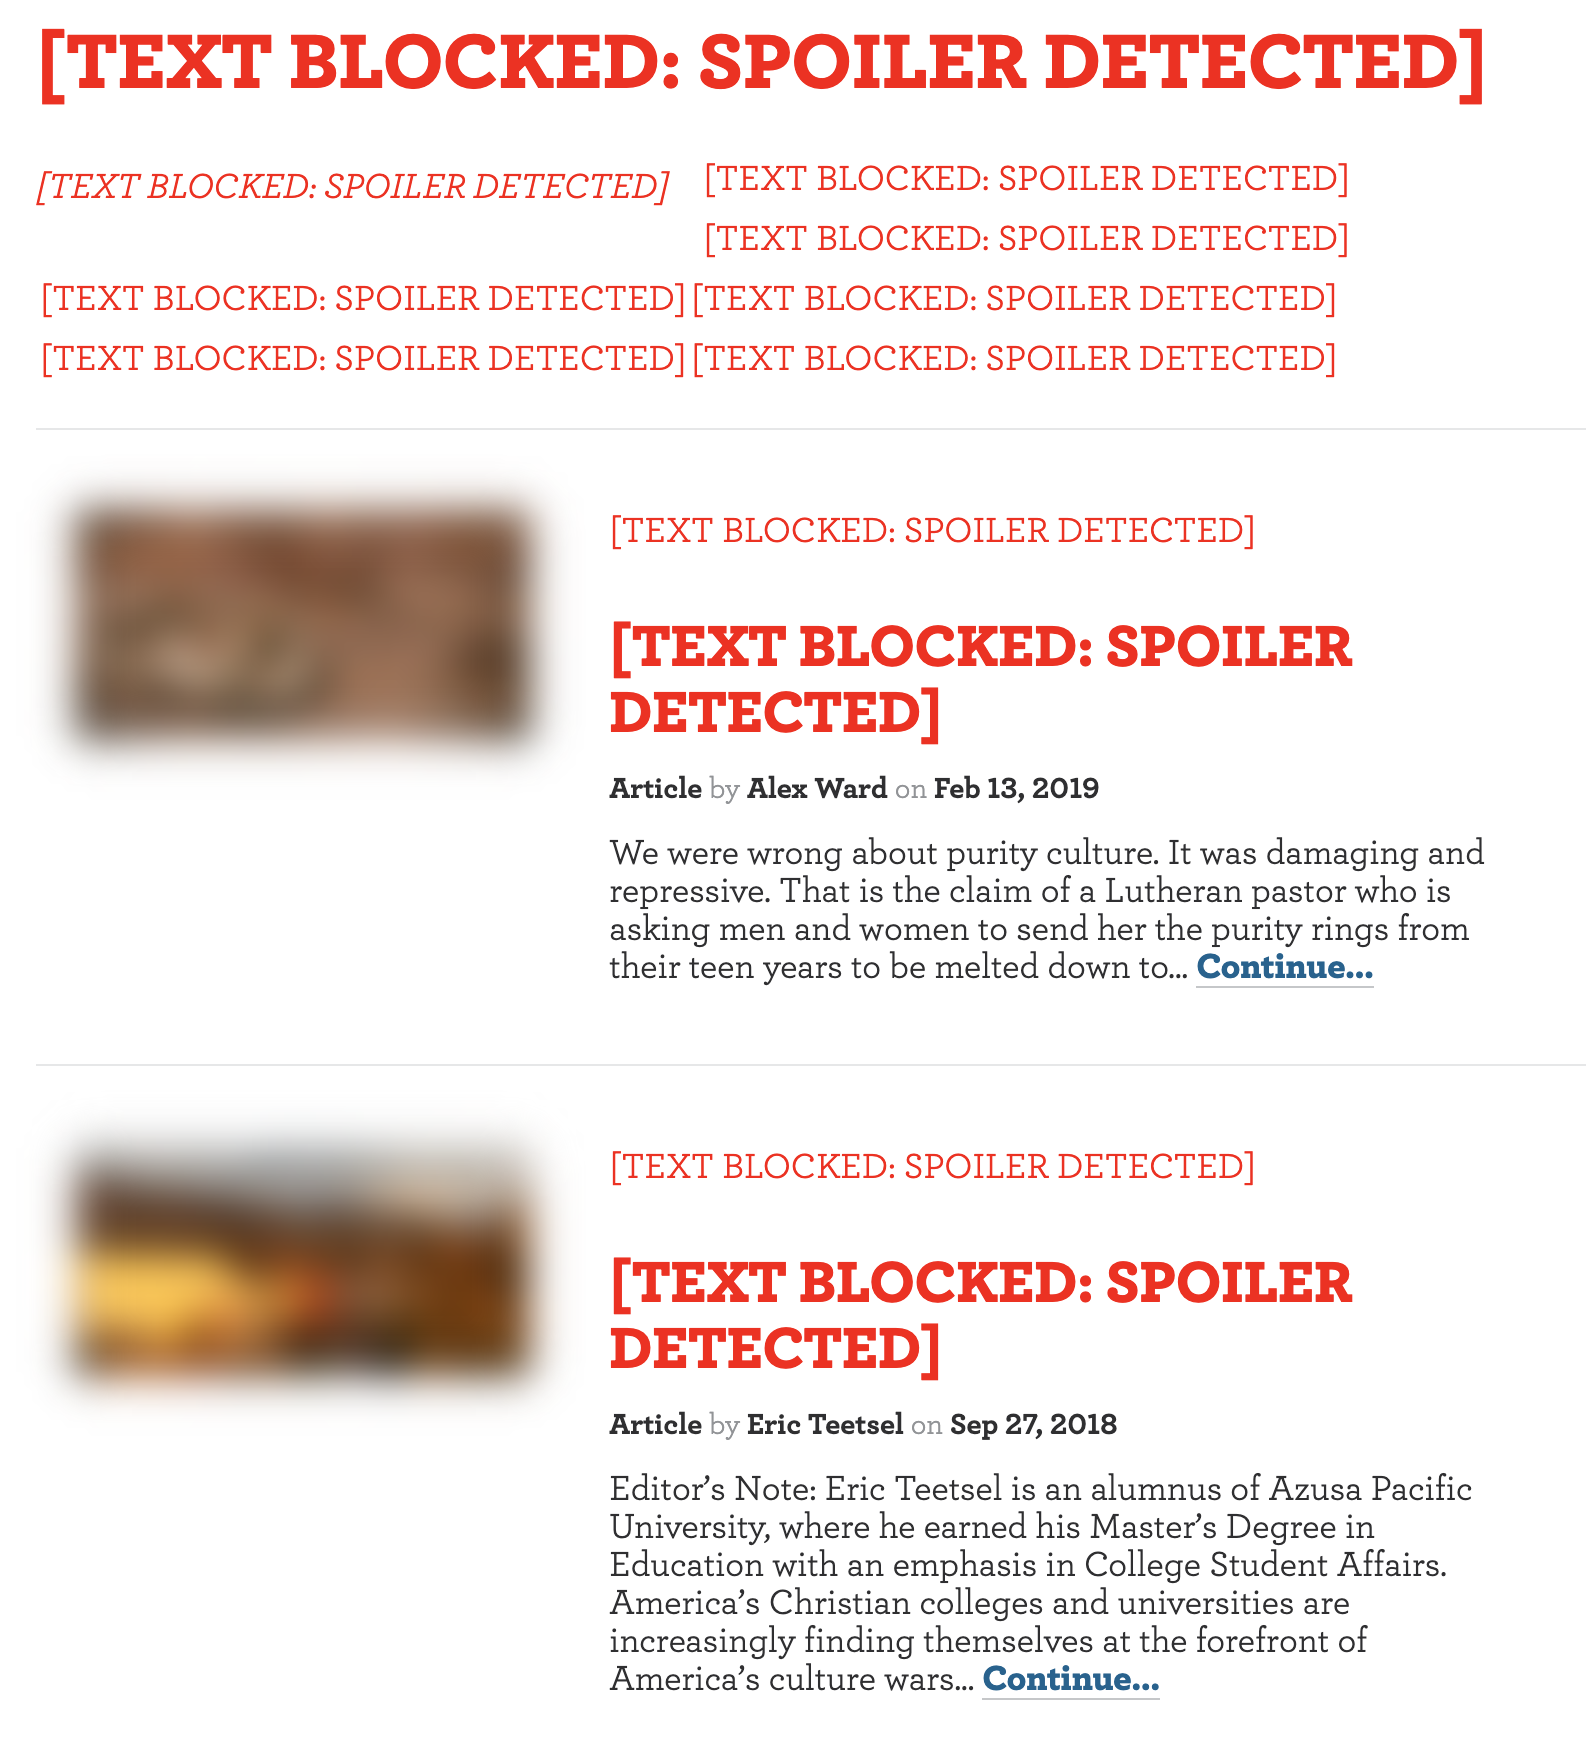 [TEXT BLOCKED: SPOILER DETECTED]
[TEXT BLOCKED: SPOILER DETECTED] [TEXT BLOCKED: SPOILER DETECTED]
[TEXT BLOCKED: SPOILER DETECTED]
[TEXT BLOCKED: SPOILER DETECTED] [TEXT BLOCKED: SPOILER DETECTED]
[TEXT BLOCKED: SPOILER DETECTED] [TEXT BLOCKED: SPOILER DETECTED]
[TEXT BLOCKED: SPOILER DETECTED]
[TEXT BLOCKED: SPOILER
DETECTED]
Article by Alex Ward on Feb 13, 2019
We were wrong about purity culture. It was damaging and
repressive. That is the claim of a Lutheran pastor who is
asking men and women to send her the purity rings from
their teen years to be melted down to... Continue...
[TEXT BLOCKED: SPOILER DETECTED]
[TEXT BLOCKED: SPOILER
DETECTED]
Article by Eric Teetsel on Sep 27, 2018
Editor’s Note: Eric Teetsel is an alumnus of Azusa Pacific
University, where he earned his Master’s Degree in
Education with an emphasis in College Student Affairs.
America’s Christian colleges and universities are
increasingly finding themselves at the forefront of
America’s culture wars... Continue...